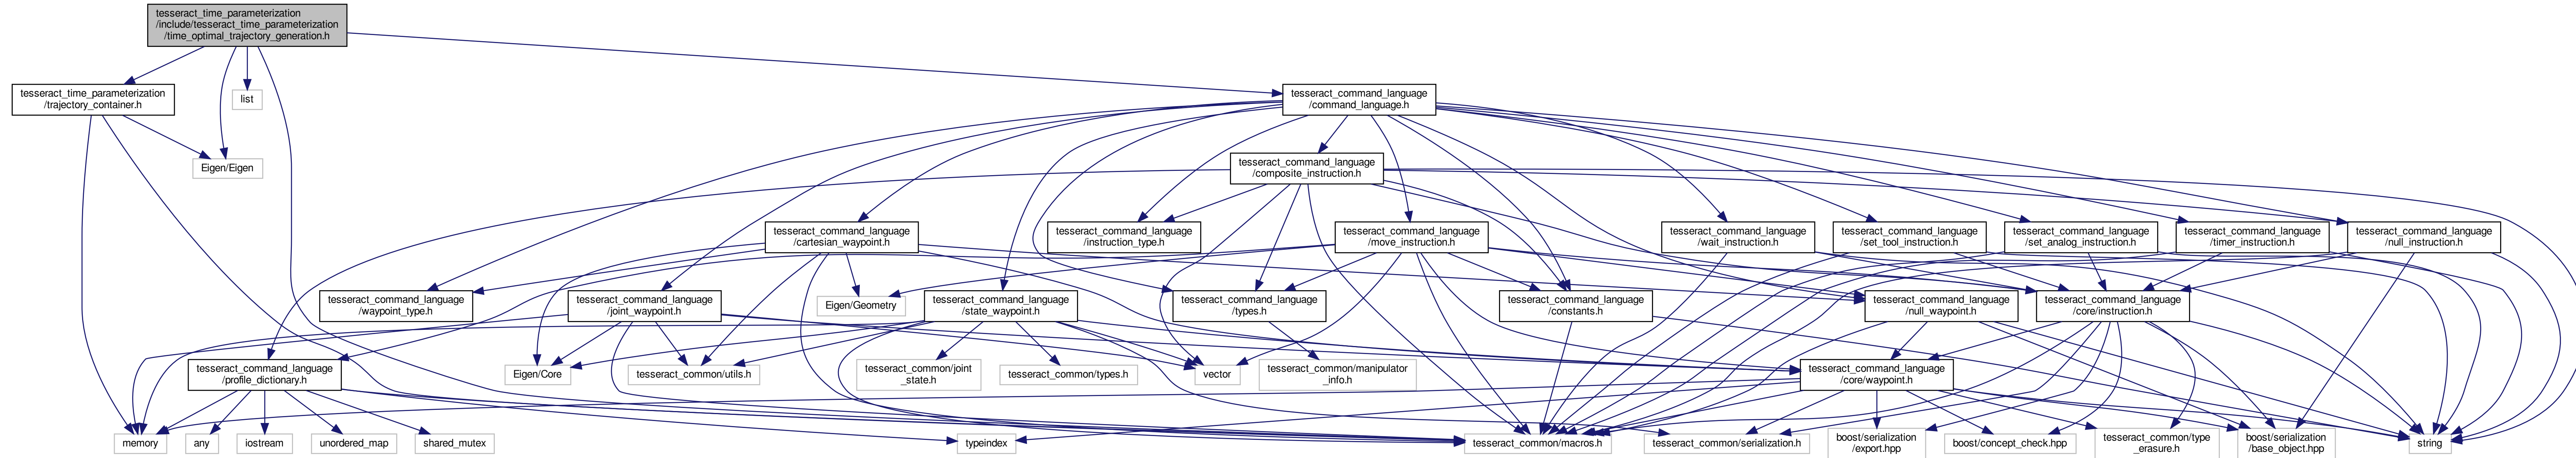 tesseract_time_parameterization
/include/tesseract_time_parameterization
/time_optimal_trajectory_generation.h
tesseract_time_parameterization
/trajectory_container.h
list
tesseract_command_language
/command_language.h
Eigen/Eigen
tesseract_command_language
/composite_instruction.h
tesseract_command_language
/cartesian_waypoint.h
tesseract_command_language
/instruction_type.h
tesseract_command_language
/move_instruction.h
tesseract_command_language
/wait_instruction.h
tesseract_command_language
/set_tool_instruction.h
tesseract_command_language
/set_analog_instruction.h
tesseract_command_language
/timer_instruction.h
tesseract_command_language
/null_instruction.h
tesseract_command_language
/waypoint_type.h
tesseract_command_language
/joint_waypoint.h
Eigen/Geometry
tesseract_command_language
/state_waypoint.h
tesseract_command_language
/types.h
tesseract_command_language
/constants.h
tesseract_command_language
/null_waypoint.h
tesseract_command_language
/core/instruction.h
tesseract_command_language
/profile_dictionary.h
Eigen/Core
tesseract_common/utils.h
tesseract_common/joint
_state.h
tesseract_common/types.h
vector
tesseract_common/manipulator
_info.h
tesseract_command_language
/core/waypoint.h
memory
any
iostream
unordered_map
shared_mutex
typeindex
tesseract_common/macros.h
tesseract_common/serialization.h
boost/serialization
/export.hpp
boost/concept_check.hpp
tesseract_common/type
_erasure.h
boost/serialization
/base_object.hpp
string